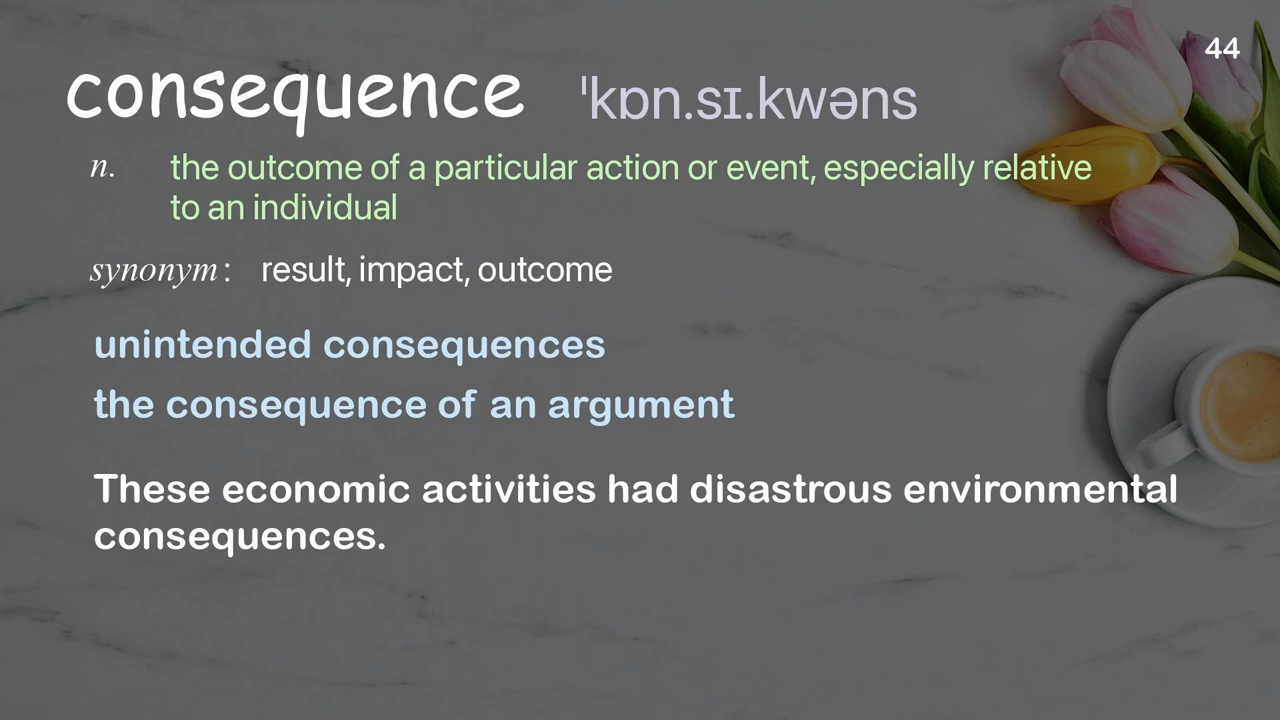 44
consequence ˈkɒn.sɪ.kwəns
n. the outcome of a particular action or event, especially relative
to an individual
synonym: result, impact, outcome
unintended consequences
the consequence of an argument
These economic activities had disastrous environmental
consequences.